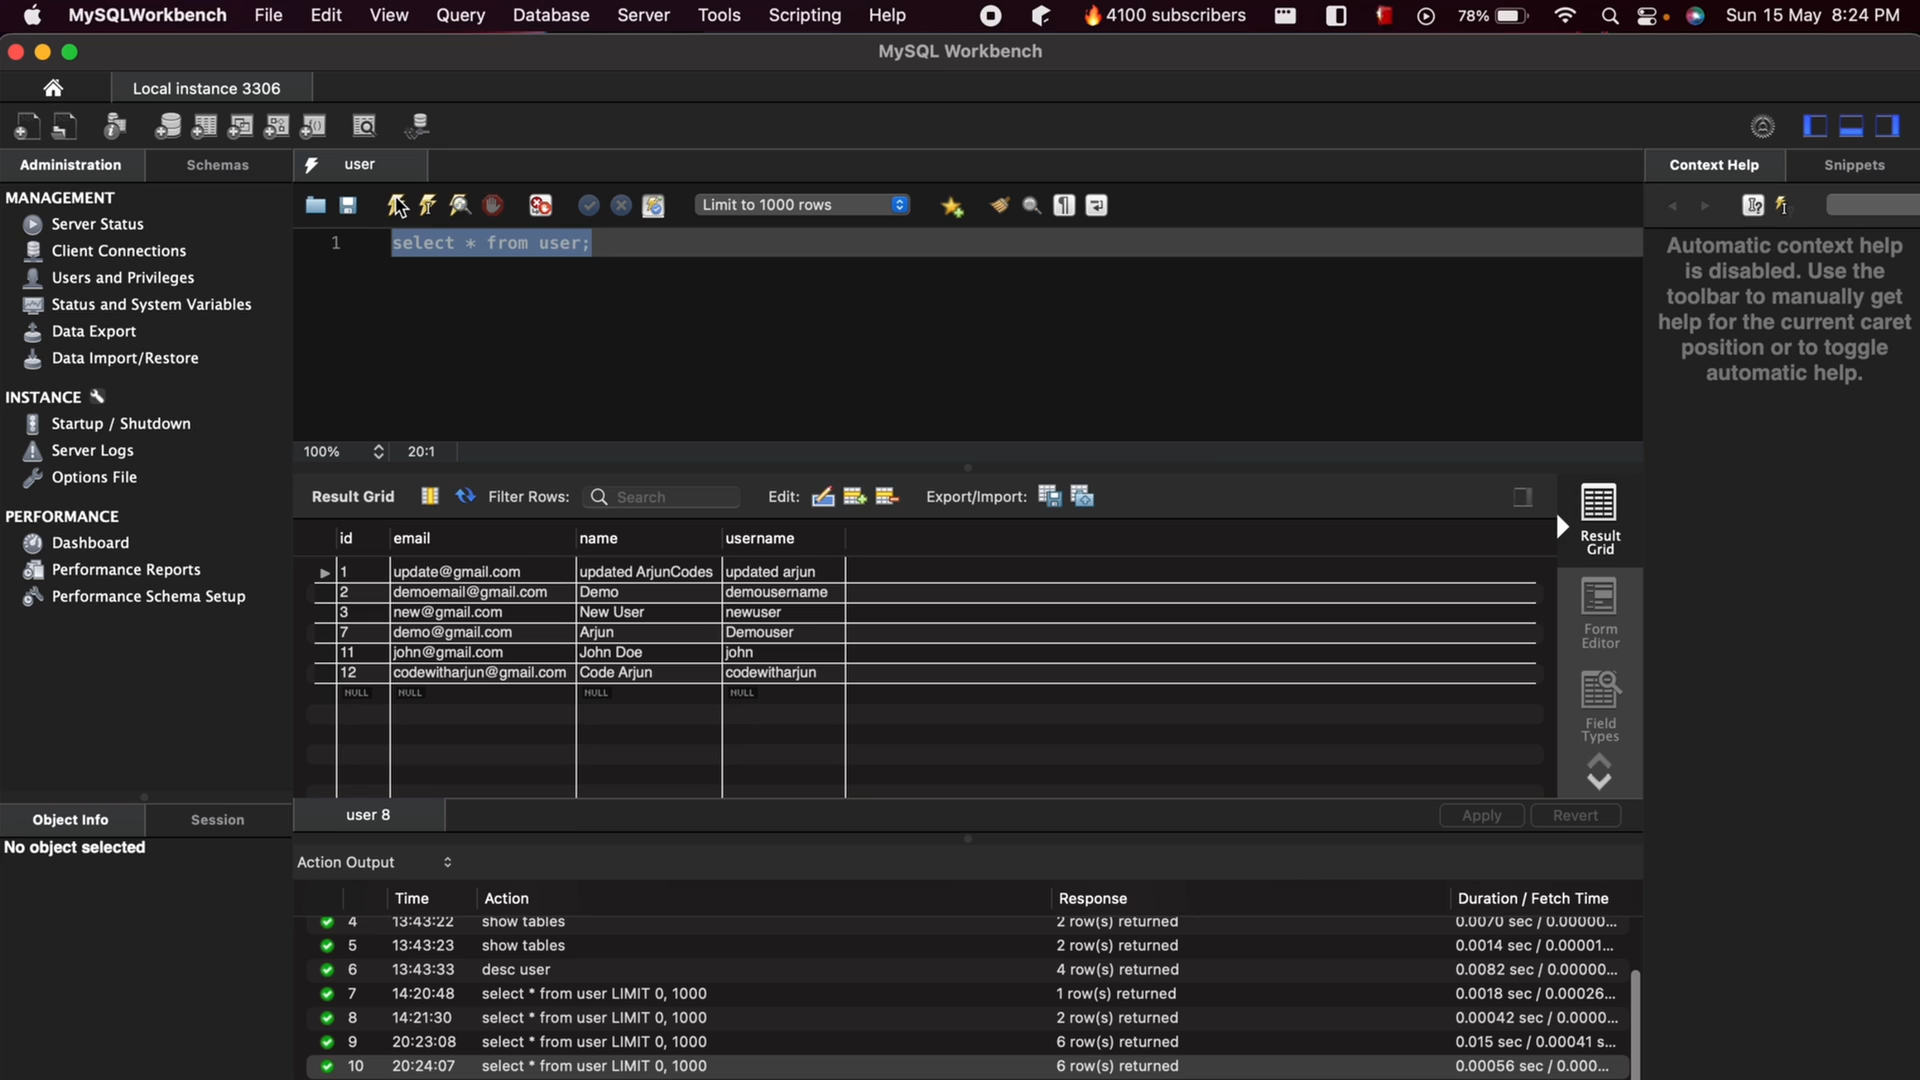 MySQLWorkbench File Edit View Query Database Server Tools Scripting Help 🔥4100 subscribers 78% Sun 15 May 8:24 PM
MySQL Workbench
Local instance 3306
Administration Schemas user Context Help Snippets
MANAGEMENT
Server Status
Client Connections
Users and Privileges
Status and System Variables
Data Export
Data Import/Restore
INSTANCE
Startup / Shutdown
Server Logs
Options File
PERFORMANCE
Dashboard
Performance Reports
Performance Schema Setup
Object Info Session
No object selected
Limit to 1000 rows
1 select * from user;
100% 20:1
Result Grid Filter Rows: Search Edit: Export/Import:
id email name username
1 update@gmail.com updated ArjunCodes updated arjun
2 demoemail@gmail.com Demo demousername
3 new@gmail.com New User newuser
7 demo@gmail.com Arjun Demouser
11 john@gmail.com John Doe john
12 codewitharjun@gmail.com Code Arjun codewitharjun
NULL NULL NULL NULL
Result
Grid
Form
Editor
Field
Types
user 8 Apply Revert
Action Output
Time Action Response Duration / Fetch Time
4 13:43:22 show tables 2 row(s) returned 0.0070 sec / 0.00000...
5 13:43:23 show tables 2 row(s) returned 0.0014 sec / 0.00001...
6 13:43:33 desc user 4 row(s) returned 0.0082 sec / 0.00000...
7 14:20:48 select * from user LIMIT 0, 1000 1 row(s) returned 0.0018 sec / 0.00026...
8 14:21:30 select * from user LIMIT 0, 1000 2 row(s) returned 0.00042 sec / 0.0000...
9 20:23:08 select * from user LIMIT 0, 1000 6 row(s) returned 0.015 sec / 0.00041 s...
10 20:24:07 select * from user LIMIT 0, 1000 6 row(s) returned 0.00056 sec / 0.000...
Automatic context help
is disabled. Use the
toolbar to manually get
help for the current caret
position or to toggle
automatic help.